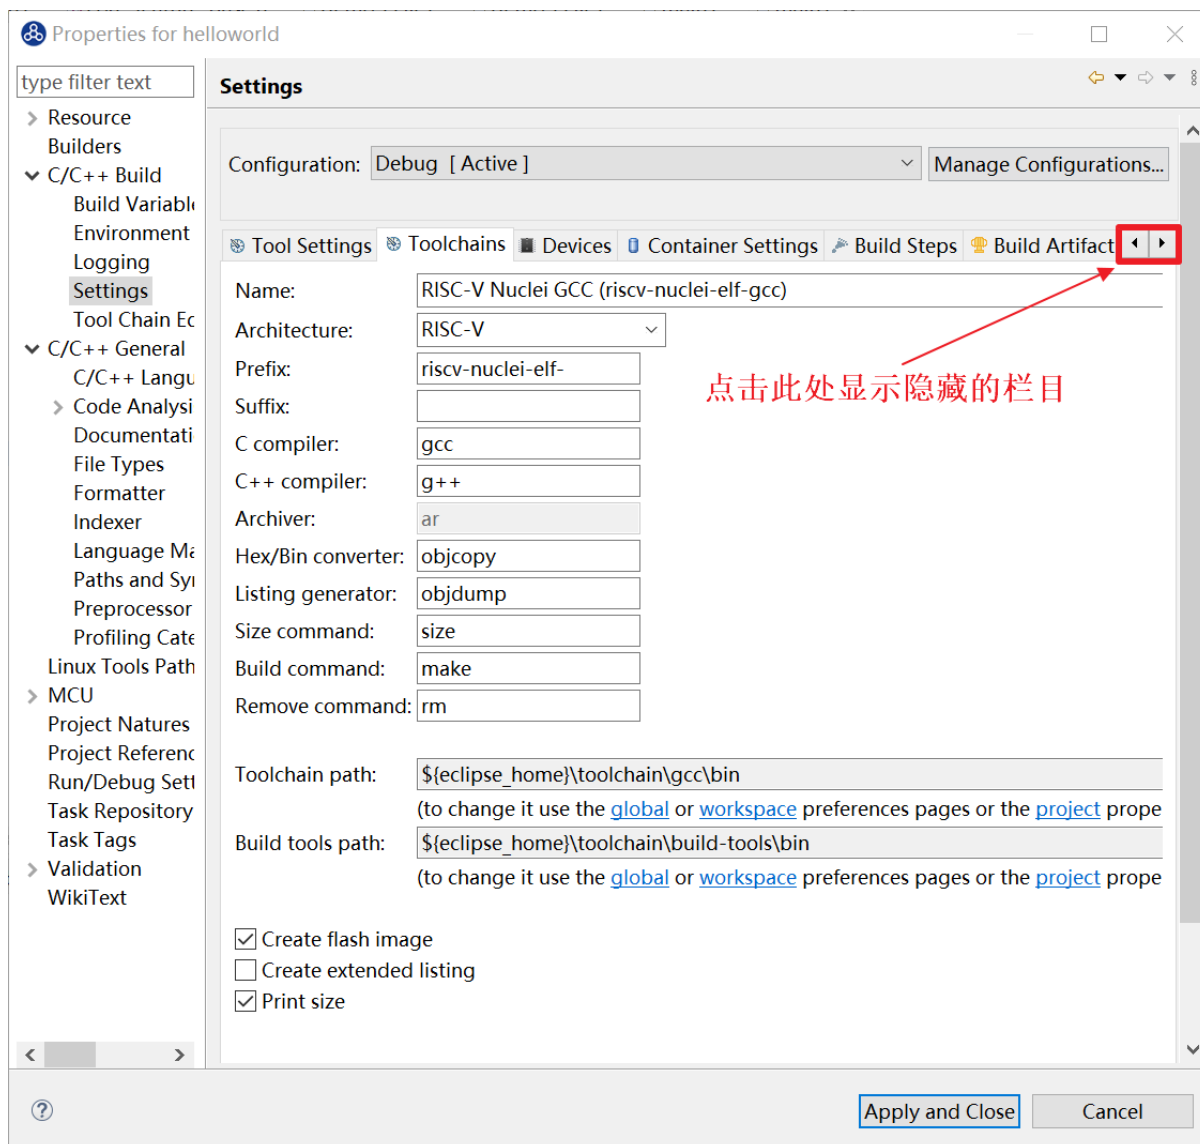 Properties for helloworld
type filter text
Resource
Builders
C/C++ Build
Build Variabl
Environment
Logging
Settings
Tool Chain Ec
C/C++ General
C/C++ Langu
Code Analysi
Documentati
File Types
Formatter
Indexer
Language Ma
Paths and Syı
Preprocessor
Profiling Cate
Linux Tools Path
MCU
Project Natures
Project Referenc
Run/Debug Sett
Task Repository
Task Tags
Validation
WikiText
Settings
Configuration: Debug [ Active ] Manage Configurations...
Tool Settings Toolchains Devices Container Settings Build Steps Build Artifact
Name: RISC-V Nuclei GCC (riscv-nuclei-elf-gcc)
Architecture: RISC-V
Prefix: riscv-nuclei-elf-
点击此处显示隐藏的栏目
Suffix:
C compiler: gcc
C++ compiler: g++
Archiver: ar
Hex/Bin converter: objcopy
Listing generator: objdump
Size command: size
Build command: make
Remove command: rm
Toolchain path: ${eclipse_home}\toolchain\gcc\bin
(to change it use the global or workspace preferences pages or the project prope
Build tools path: ${eclipse_home}\toolchain\build-tools\bin
(to change it use the global or workspace preferences pages or the project prope
Create flash image
Create extended listing
Print size
Apply and Close Cancel